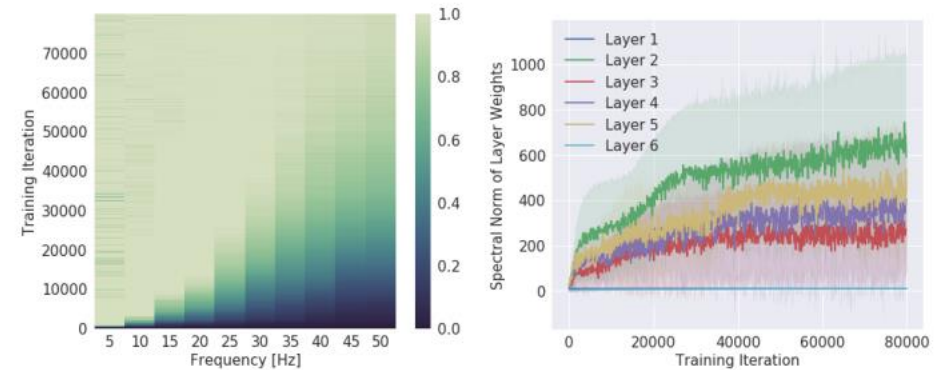 70000
60000
50000
40000
30000
20000
10000
0
Training Iteration
5 10 15 20 25 30 35 40 45 50
Frequency [Hz]
1.0
0.8
0.6
0.4
0.2
0.0
Layer 1
Layer 2
Layer 3
Layer 4
Layer 5
Layer 6
1000
800
600
400
200
0
Spectral Norm of Layer Weights
0 20000 40000 60000 80000
Training Iteration